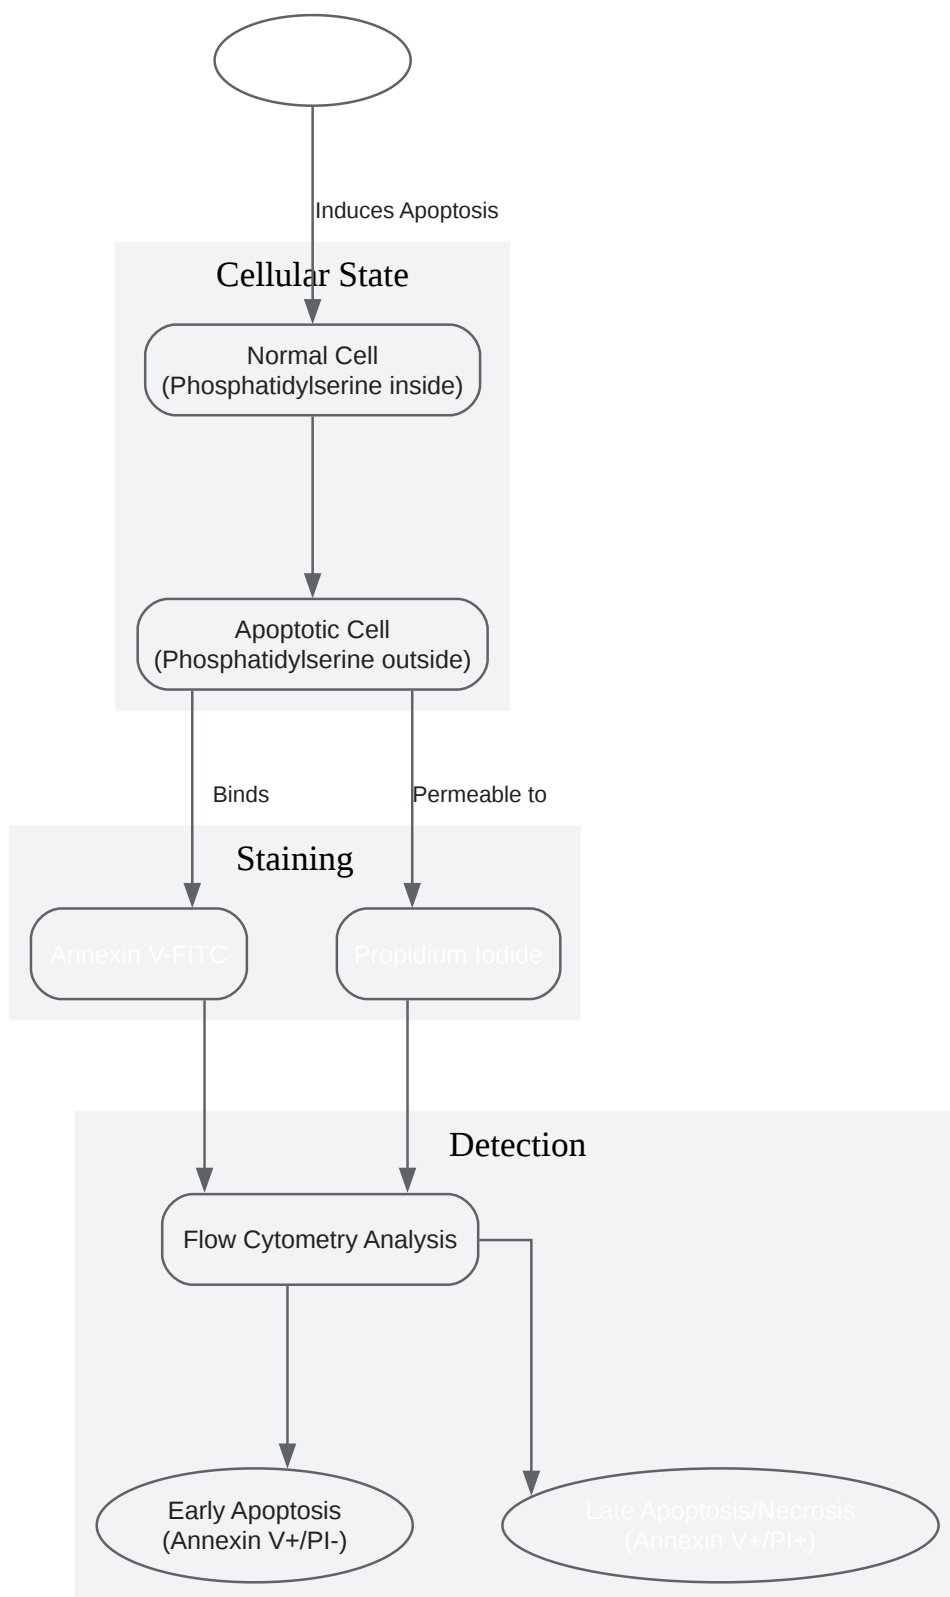 Induces Apoptosis
Cellular State
Normal Cell
(Phosphatidylserine inside)
Apoptotic Cell
(Phosphatidylserine outside)
Binds
Permeable to
Staining
Annexin V-FITC
Propidium Iodide
Detection
Flow Cytometry Analysis
Early Apoptosis
(Annexin V+/PI-)
Late Apoptosis/Necrosis
(Annexin V+/PI+)